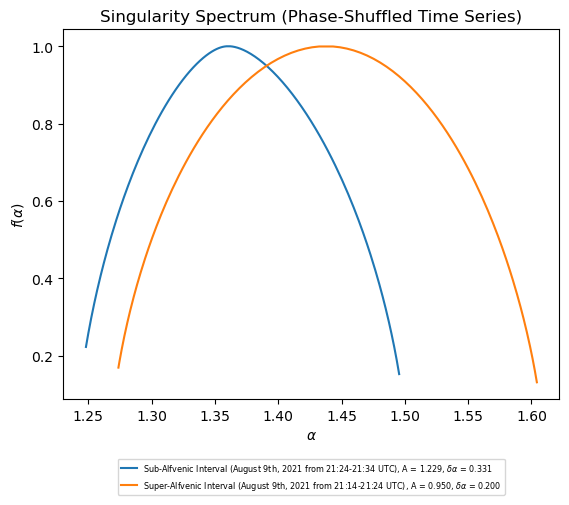 Singularity Spectrum (Phase-Shuffled Time Series)
1.0
0.8
0.6
0.4
0.2
f(α)
1.25 1.30 1.35 1.40 1.45 1.50 1.55 1.60
α
Sub-Alfvenic Interval (August 9th, 2021 from 21:24-21:34 UTC), A = 1.229, δα = 0.331
Super-Alfvenic Interval (August 9th, 2021 from 21:14-21:24 UTC), A = 0.950, δα = 0.200